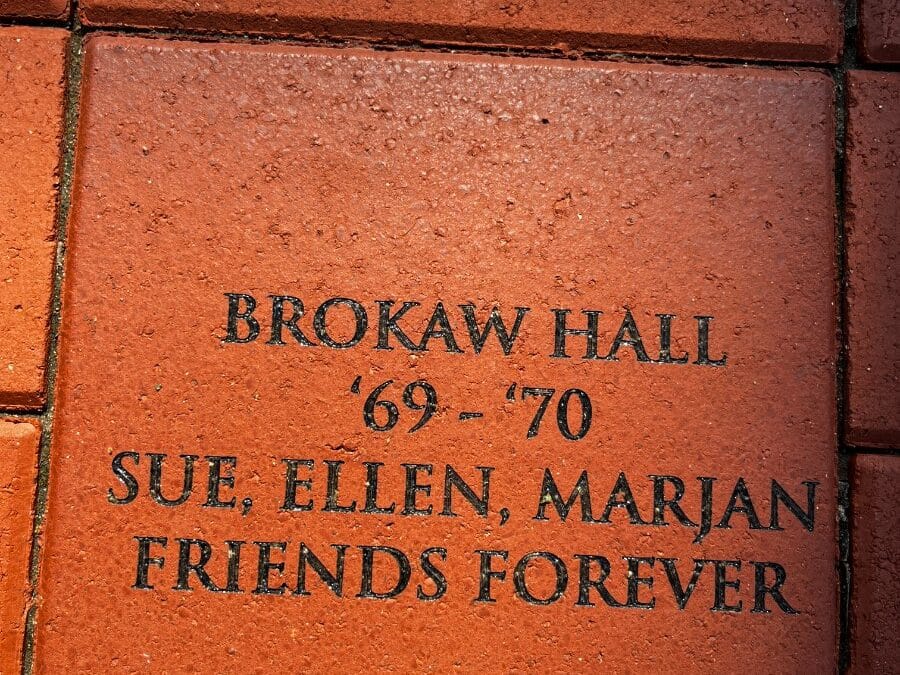 BROKAW HALL
‘69 - ‘70
SUE, ELLEN, MARJAN
FRIENDS FOREVER